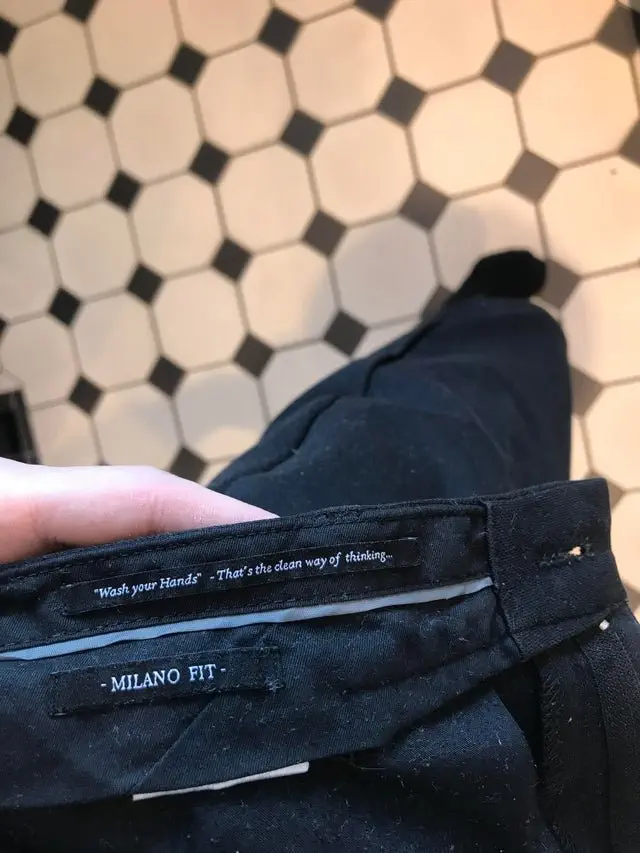 "Wash your Hands" - That's the clean way of thinking...
- MILANO FIT -